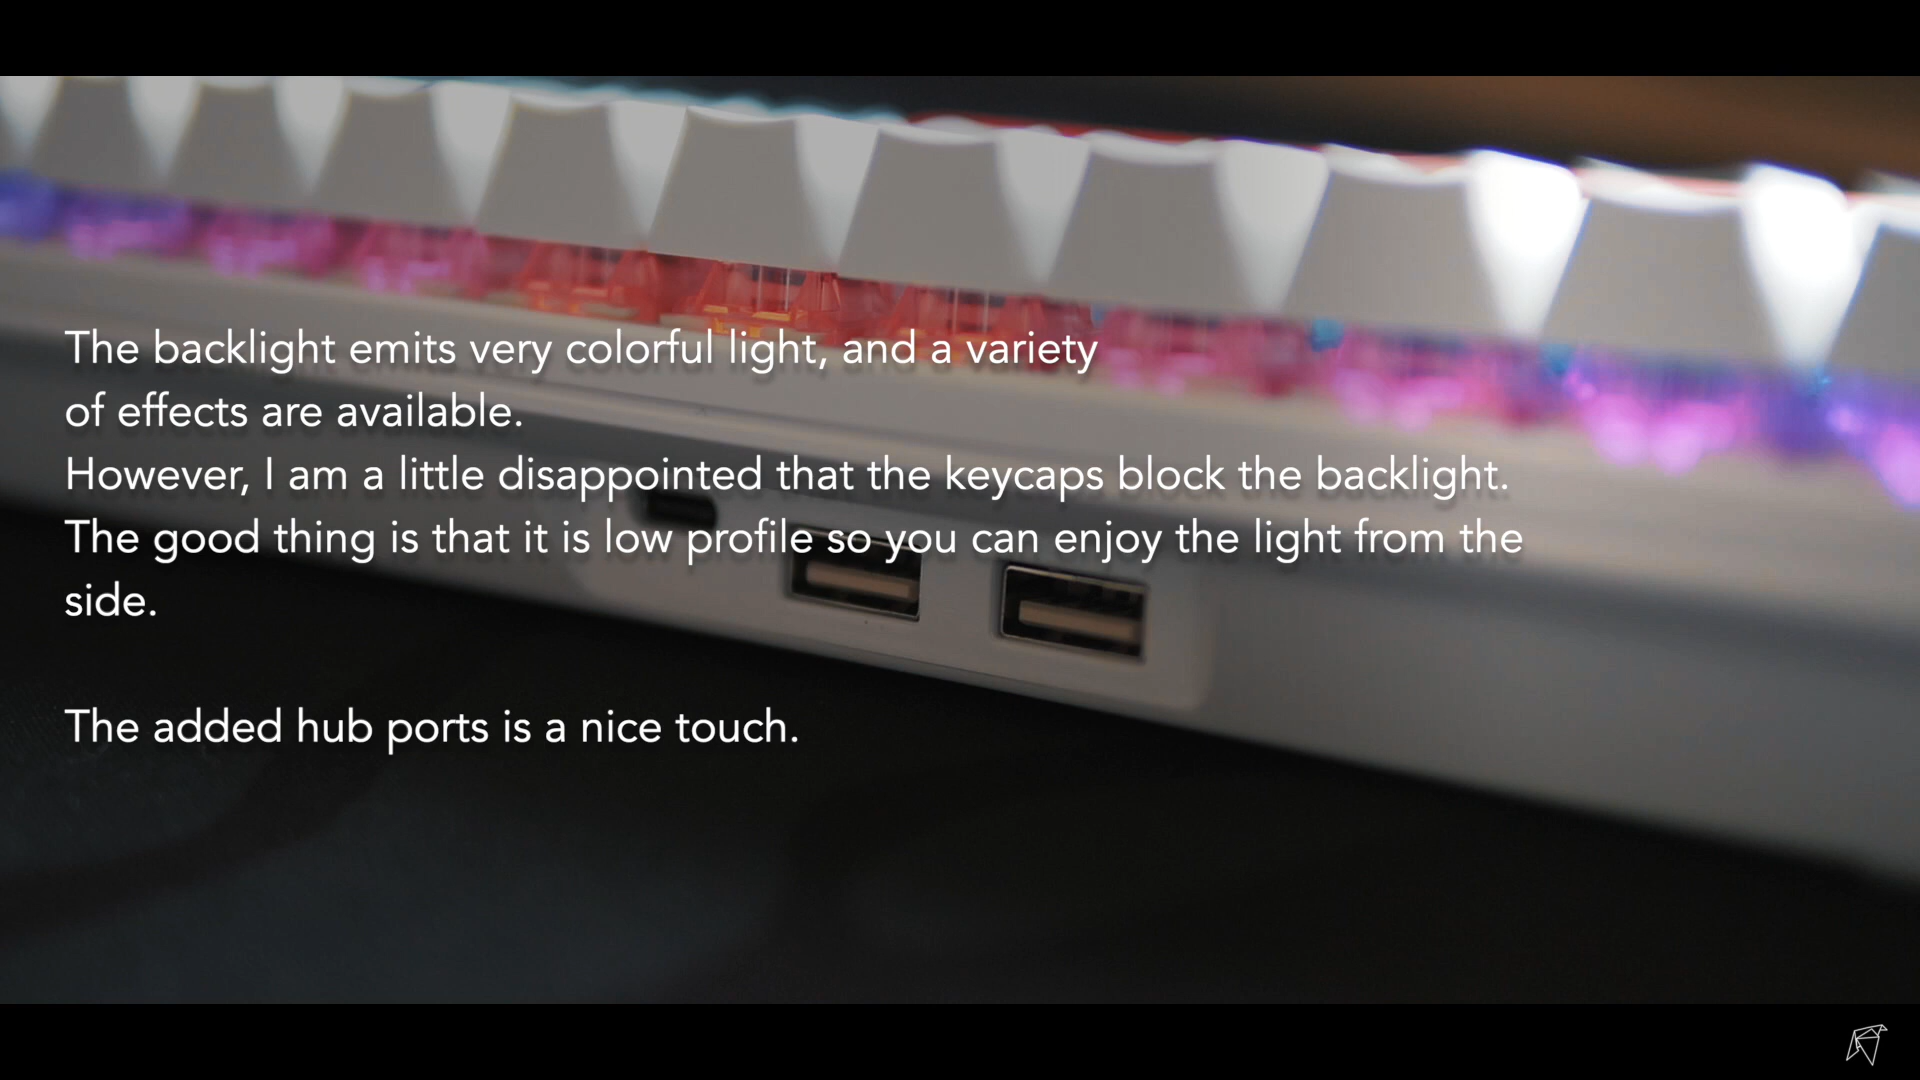 The backlight emits very colorful light, and a variety
of effects are available.
However, I am a little disappointed that the keycaps block the backlight.
The good thing is that it is low profile so you can enjoy the light from the
side.
The added hub ports is a nice touch.